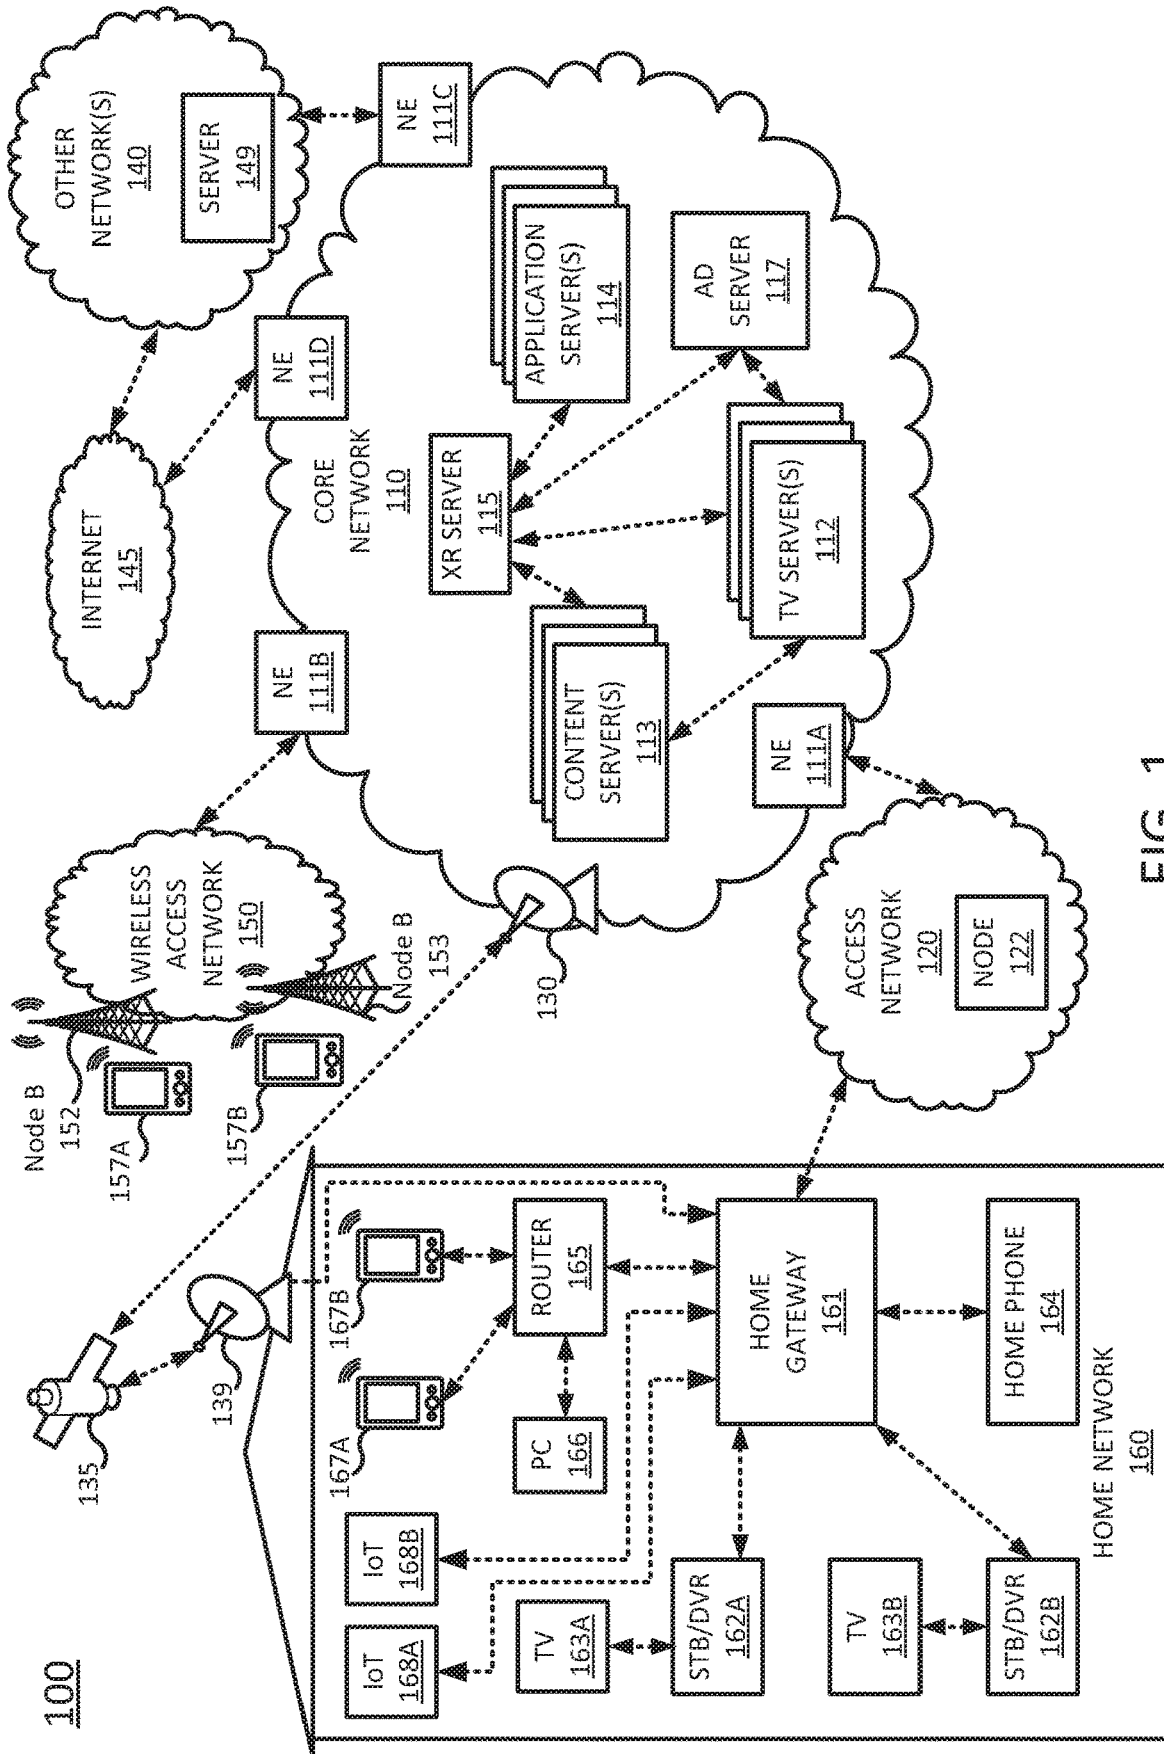 100
135
139
Node B
152
157A
157B
WIRELESS
ACCESS
NETWORK
150
Node B
153
130
INTERNET
145
OTHER
NETWORK(S)
140
SERVER
149
NE
111B
NE
111D
NE
111C
CORE
NETWORK
110
XR SERVER
115
APPLICATION
SERVER(S)
114
CONTENT
SERVER(S)
113
TV SERVER(S)
112
AD
SERVER
117
NE
111A
ACCESS
NETWORK
120
NODE
122
IoT
168A
IoT
168B
167A
167B
TV
163A
PC
166
ROUTER
165
STB/DVR
162A
HOME
GATEWAY
161
TV
163B
STB/DVR
162B
HOME PHONE
164
HOME NETWORK
160
FIG. 1